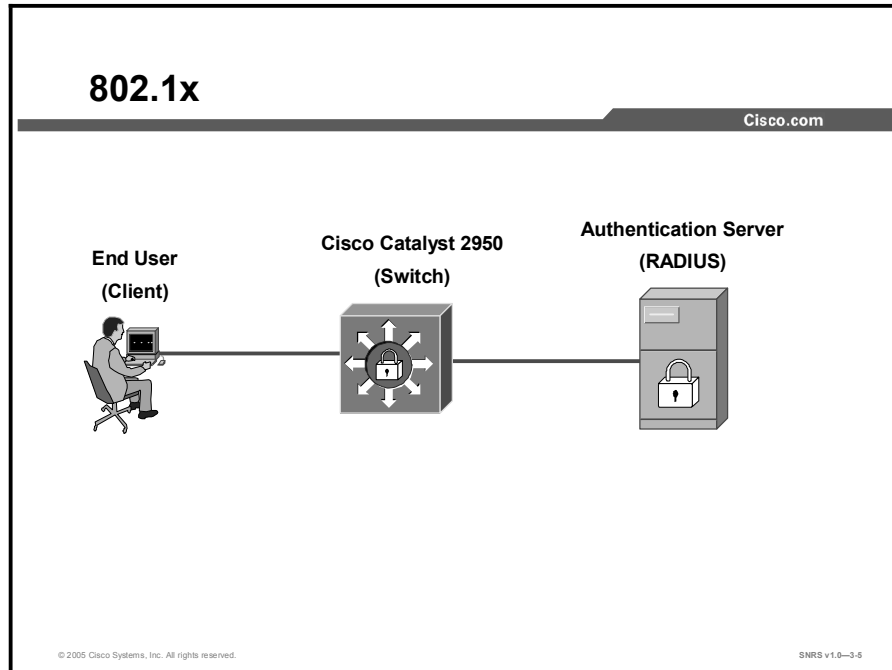 802.1x
Cisco.com
End User
(Client)
Cisco Catalyst 2950
(Switch)
Authentication Server
(RADIUS)
© 2005 Cisco Systems, Inc. All rights reserved.
SNRS v1.0—3-5